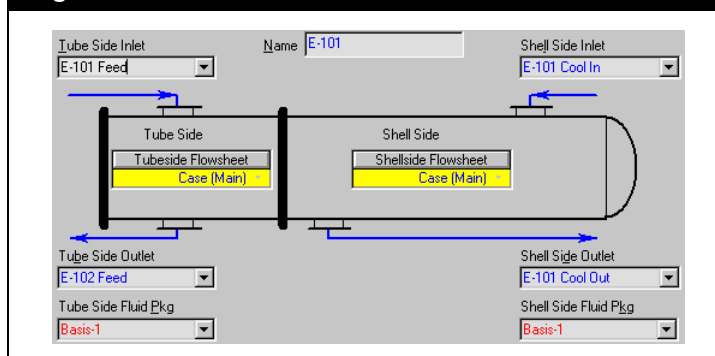 Tube Side Inlet Name E-101 Shell Side Inlet
E-101 Feed E-101 Cool In
Tube Side Shell Side
Tubeside Flowsheet Shellside Flowsheet
Case (Main) Case (Main)
Tube Side Outlet Shell Side Outlet
E-102 Feed E-101 Cool Out
Tube Side Fluid Pkg Shell Side Fluid Pkg
Basis-1 Basis-1